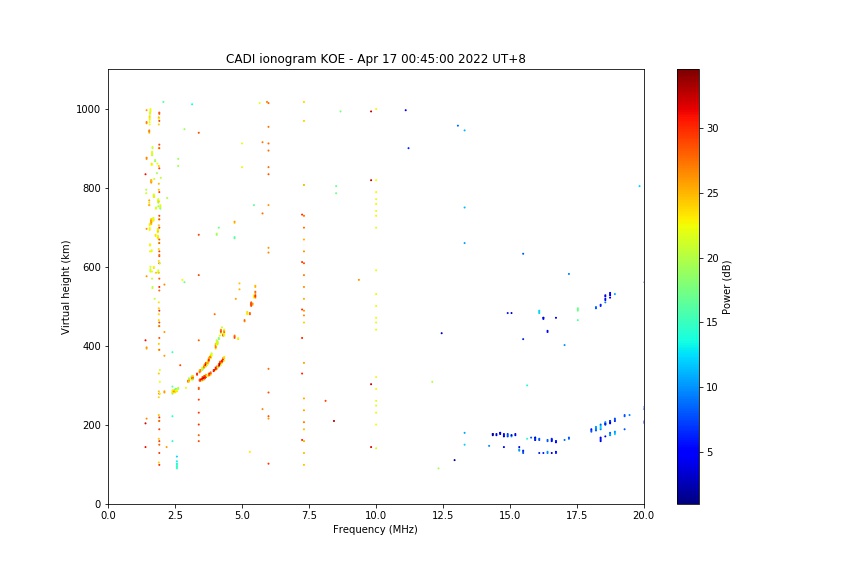 CADI ionogram KOE - Apr 17 00:45:00 2022 UT+8
Virtual height (km)
1000
800
600
400
200
0
0.0 2.5 5.0 7.5 10.0 12.5 15.0 17.5 20.0
Frequency (MHz)
30
25
20
15
10
5
Power (dB)